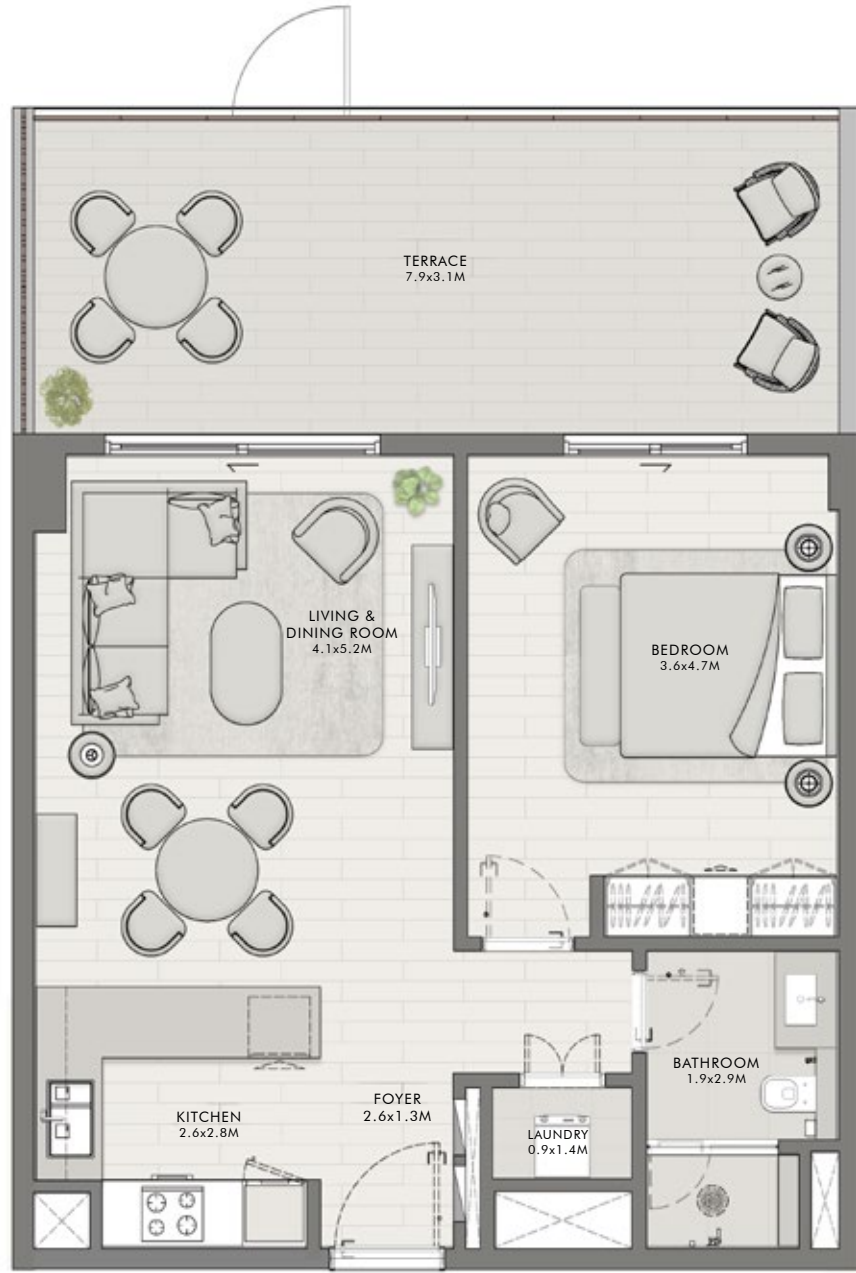 TERRACE
7.9x3.1M
LIVING &
DINING ROOM
4.1x5.2M
BEDROOM
3.6x4.7M
BATHROOM
1.9x2.9M
FOYER
2.6x1.3M
KITCHEN
2.6x2.8M
LAUNDRY
0.9x1.4M